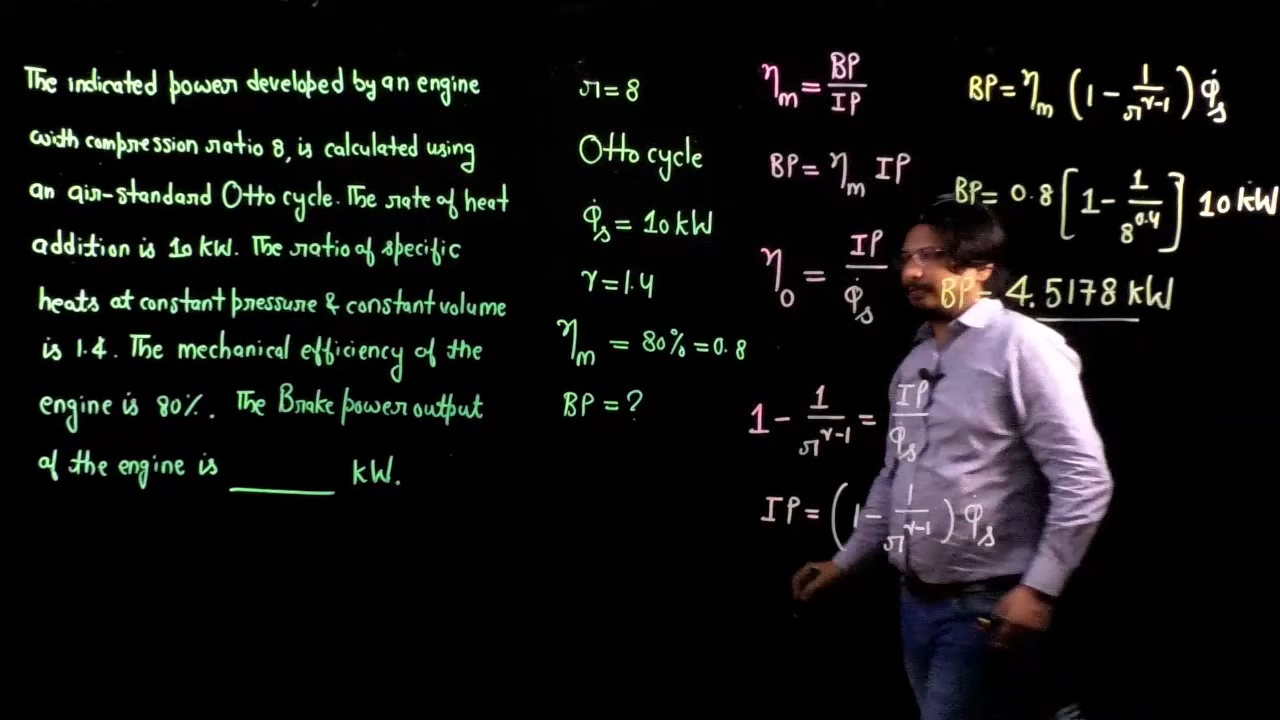 The indicated power developed by an engine
with compression ratio 8, is calculated using
an air-standard Otto cycle. The rate of heat
addition is 10 kW. The ratio of specific
heats at constant pressure & constant volume
is 1.4. The mechanical efficiency of the
engine is 80%. The Brake power output
of the engine is ______ kW.
r = 8
Otto cycle
Q̇s = 10 kW
γ = 1.4
ηm = 80% = 0.8
BP = ?
ηm = BP/IP
BP = ηm IP
η0 = IP/Q̇s
1 - 1/r^(γ-1) = IP/Q̇s
IP = (1 - 1/r^(γ-1)) Q̇s
BP = ηm (1 - 1/r^(γ-1)) Q̇s
BP = 0.8 [1 - 1/8^0.4] 10 kW
BP = 4.5178 kW